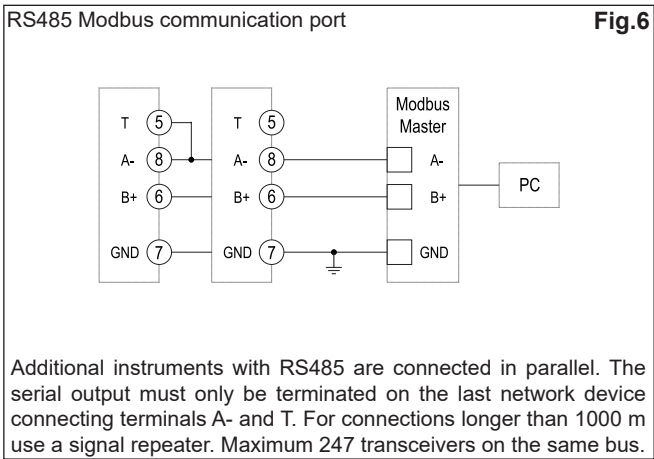 RS485 Modbus communication port Fig.6
Modbus
Master
T 5 T 5
A- 8 A- 8 A-
B+ 6 B+ 6 B+
PC
GND 7 GND 7 GND
Additional instruments with RS485 are connected in parallel. The
serial output must only be terminated on the last network device
connecting terminals A- and T. For connections longer than 1000 m
use a signal repeater. Maximum 247 transceivers on the same bus.